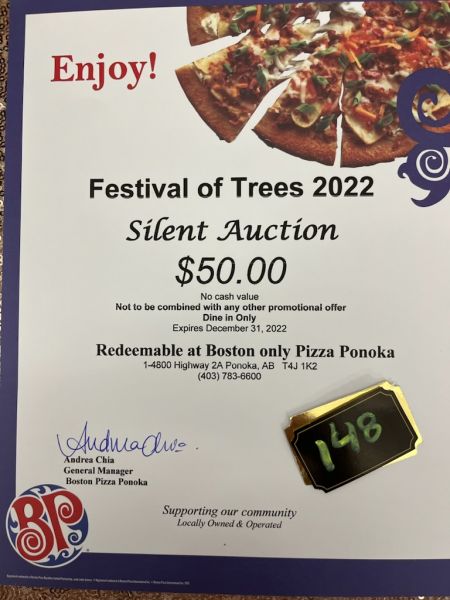 Enjoy!
Festival of Trees 2022
Silent Auction
$50.00
No cash value
Not to be combined with any other promotional offer
Dine in Only
Expires December 31, 2022
Redeemable at Boston only Pizza Ponoka
1-4800 Highway 2A Ponoka, AB T4J 1K2
(403) 783-6600
148
Andrea Chia
Andrea Chia
General Manager
Boston Pizza Ponoka
BP
Supporting our community
Locally Owned & Operated